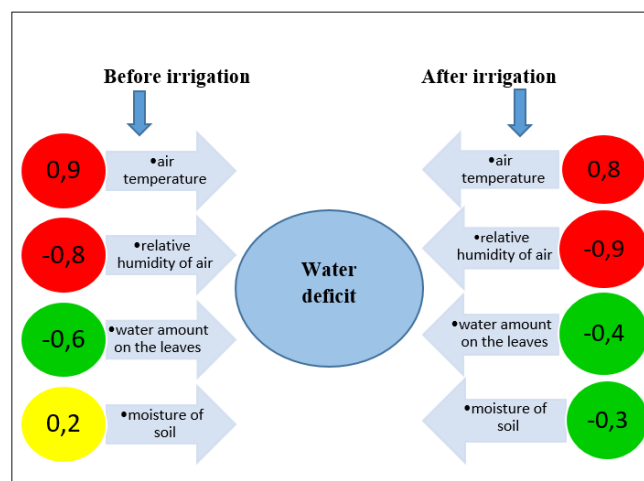 Before irrigation
After irrigation
0,9
•air
temperature
•air
temperature
0,8
-0,8
•relative
humidity of air
•relative
humidity of air
-0,9
Water
deficit
-0,6
•water amount
on the leaves
•water amount
on the leaves
-0,4
0,2
•moisture of
soil
•moisture of
soil
-0,3